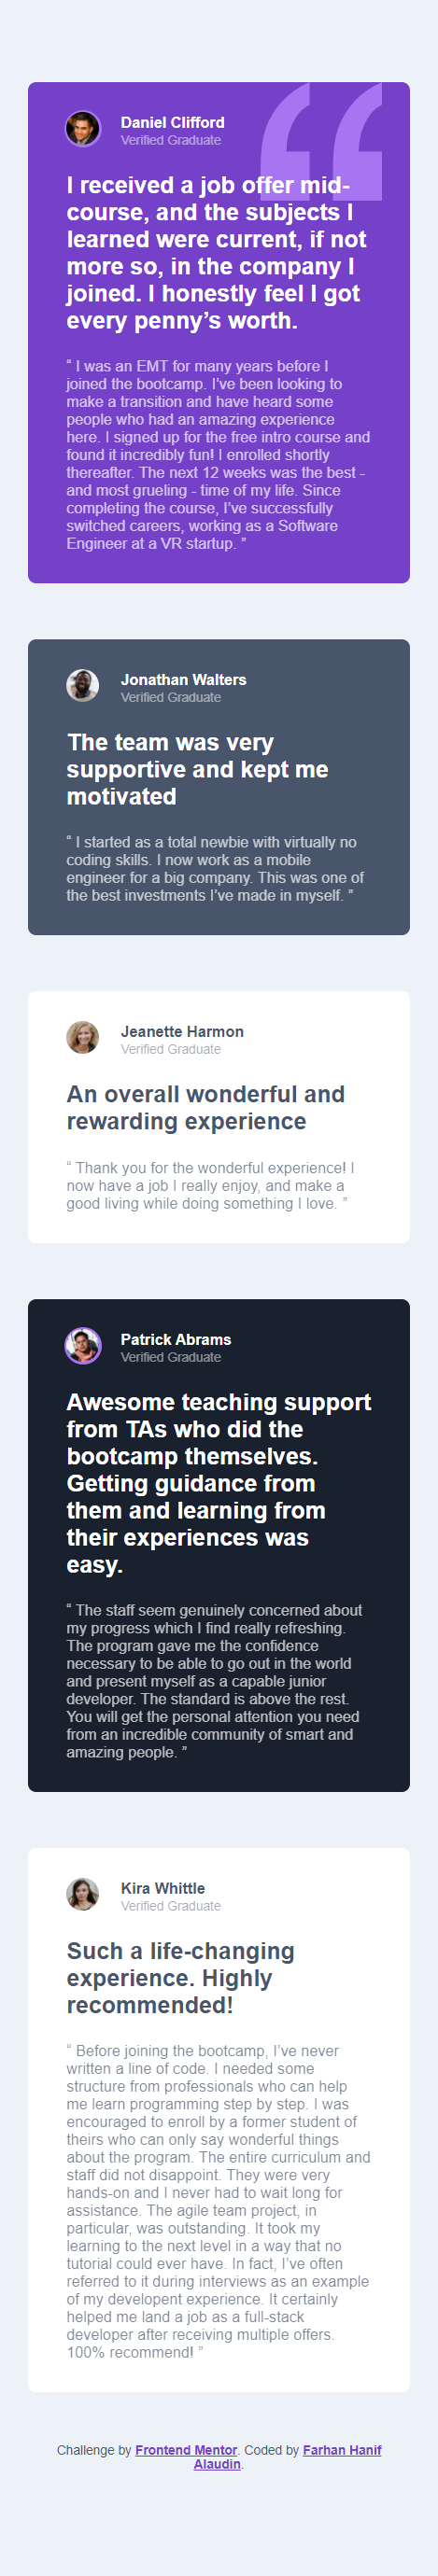 Daniel Clifford
Verified Graduate
I received a job offer mid-
course, and the subjects I
learned were current, if not
more so, in the company I
joined. I honestly feel I got
every penny’s worth.
“ I was an EMT for many years before I
joined the bootcamp. I’ve been looking to
make a transition and have heard some
people who had an amazing experience
here. I signed up for the free intro course and
found it incredibly fun! I enrolled shortly
thereafter. The next 12 weeks was the best -
and most grueling - time of my life. Since
completing the course, I’ve successfully
switched careers, working as a Software
Engineer at a VR startup. ”
Jonathan Walters
Verified Graduate
The team was very
supportive and kept me
motivated
“ I started as a total newbie with virtually no
coding skills. I now work as a mobile
engineer for a big company. This was one of
the best investments I’ve made in myself. ”
Jeanette Harmon
Verified Graduate
An overall wonderful and
rewarding experience
“ Thank you for the wonderful experience! I
now have a job I really enjoy, and make a
good living while doing something I love. ”
Patrick Abrams
Verified Graduate
Awesome teaching support
from TAs who did the
bootcamp themselves.
Getting guidance from
them and learning from
their experiences was
easy.
“ The staff seem genuinely concerned about
my progress which I find really refreshing.
The program gave me the confidence
necessary to be able to go out in the world
and present myself as a capable junior
developer. The standard is above the rest.
You will get the personal attention you need
from an incredible community of smart and
amazing people. ”
Kira Whittle
Verified Graduate
Such a life-changing
experience. Highly
recommended!
“ Before joining the bootcamp, I’ve never
written a line of code. I needed some
structure from professionals who can help
me learn programming step by step. I was
encouraged to enroll by a former student of
theirs who can only say wonderful things
about the program. The entire curriculum and
staff did not disappoint. They were very
hands-on and I never had to wait long for
assistance. The agile team project, in
particular, was outstanding. It took my
learning to the next level in a way that no
tutorial could ever have. In fact, I’ve often
referred to it during interviews as an example
of my developent experience. It certainly
helped me land a job as a full-stack
developer after receiving multiple offers.
100% recommend! ”
Challenge by Frontend Mentor. Coded by Farhan Hanif
Alaudin.